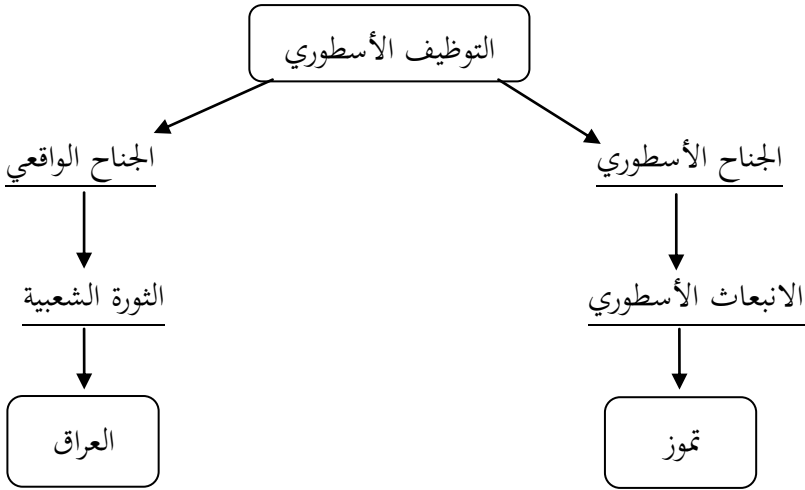 التوظيف الأسطوري
الجناح الأسطوري
الجناح الواقعي
الانبعاث الأسطوري
الثورة الشعبية
تموز
العراق